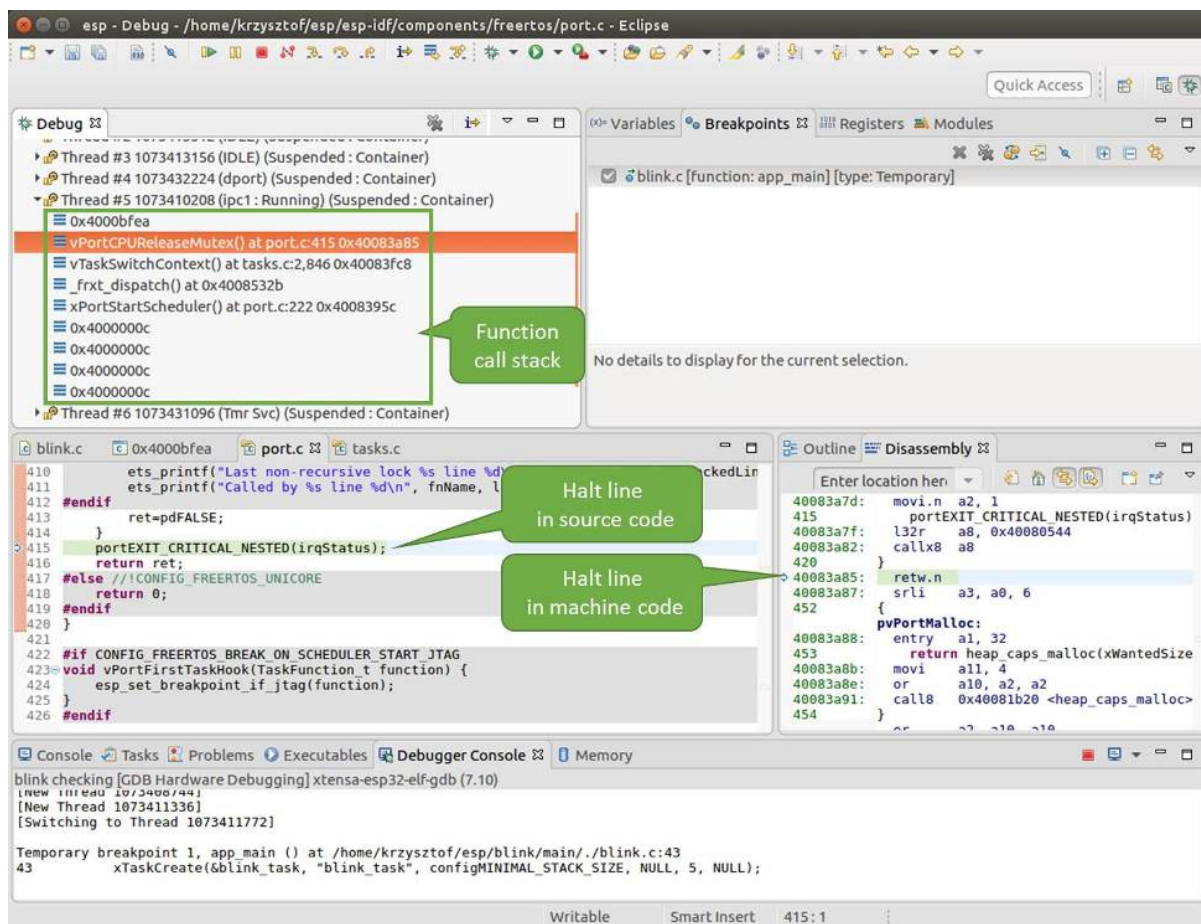 esp - Debug - /home/krzysztof/esp/esp-idf/components/freertos/port.c - Eclipse
Quick Access
Debug
Thread #3 1073413156 (IDLE) (Suspended : Container)
Thread #4 1073432224 (dport) (Suspended : Container)
Thread #5 1073410208 (ipc1 : Running) (Suspended : Container)
0x4000bfea
vPortCPUReleaseMutex() at port.c:415 0x40083a85
vTaskSwitchContext() at tasks.c:2,846 0x40083fc8
_frxt_dispatch() at 0x4008532b
xPortStartScheduler() at port.c:222 0x4008395c
0x4000000c
0x4000000c
0x4000000c
0x4000000c
Thread #6 1073431096 (Tmr Svc) (Suspended : Container)
Function
call stack
(x)= Variables Breakpoints Registers Modules
blink.c [function: app_main] [type: Temporary]
No details to display for the current selection.
blink.c 0x4000bfea port.c tasks.c
410 ets_printf("Last non-recursive lock %s line %d ckedLin
411 ets_printf("Called by %s line %d\n", fnName, l
412 #endif
413 ret=pdFALSE;
414 }
415 portEXIT_CRITICAL_NESTED(irqStatus);
416 return ret;
417 #else //!CONFIG_FREERTOS_UNICORE
418 return 0;
419 #endif
420 }
421
422 #if CONFIG_FREERTOS_BREAK_ON_SCHEDULER_START_JTAG
423 void vPortFirstTaskHook(TaskFunction_t function) {
424 esp_set_breakpoint_if_jtag(function);
425 }
426 #endif
Halt line
in source code
Halt line
in machine code
Outline Disassembly
Enter location her
40083a7d: movi.n a2, 1
415 portEXIT_CRITICAL_NESTED(irqStatus)
40083a7f: l32r a8, 0x40080544
40083a82: callx8 a8
420 }
40083a85: retw.n
40083a87: srli a3, a0, 6
452 {
pvPortMalloc:
40083a88: entry a1, 32
453 return heap_caps_malloc(xWantedSize
40083a8b: movi a11, 4
40083a8e: or a10, a2, a2
40083a91: call8 0x40081b20 <heap_caps_malloc>
454 }
Console Tasks Problems Executables Debugger Console Memory
blink checking [GDB Hardware Debugging] xtensa-esp32-elf-gdb (7.10)
[New Thread 1073408744]
[New Thread 1073411336]
[Switching to Thread 1073411772]
Temporary breakpoint 1, app_main () at /home/krzysztof/esp/blink/main/./blink.c:43
43 xTaskCreate(&blink_task, "blink_task", configMINIMAL_STACK_SIZE, NULL, 5, NULL);
Writable Smart Insert 415 : 1